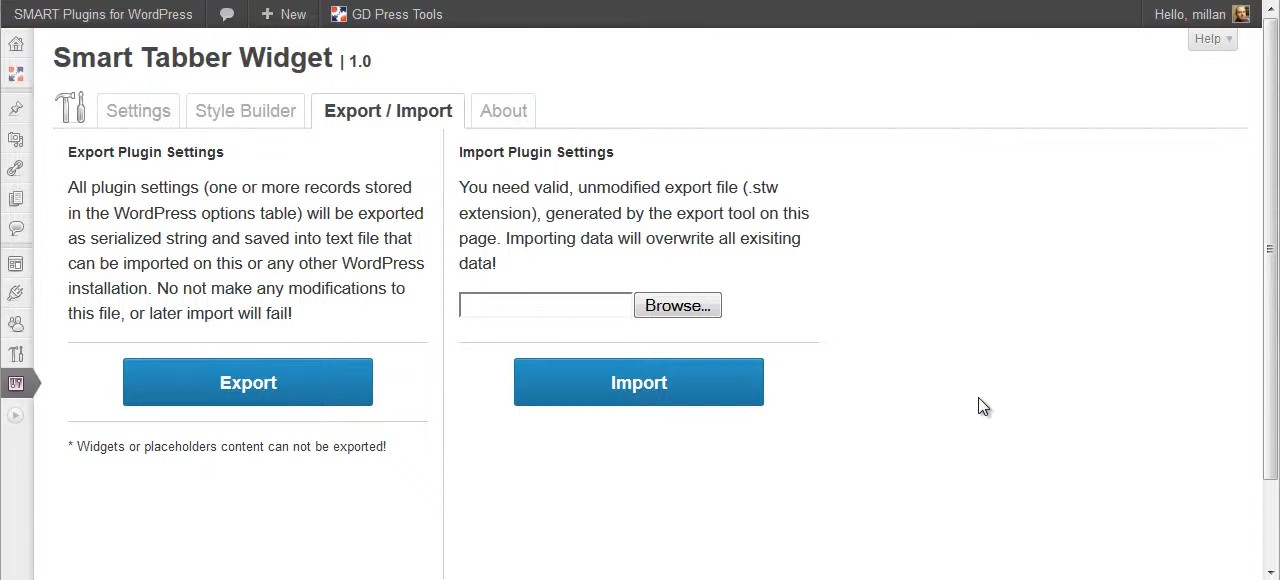 SMART Plugins for WordPress
New
GD Press Tools
Hello, millan
Help
Smart Tabber Widget | 1.0
Settings
Style Builder
Export / Import
About
Export Plugin Settings
All plugin settings (one or more records stored
in the WordPress options table) will be exported
as serialized string and saved into text file that
can be imported on this or any other WordPress
installation. No not make any modifications to
this file, or later import will fail!
Export
* Widgets or placeholders content can not be exported!
Import Plugin Settings
You need valid, unmodified export file (.stw
extension), generated by the export tool on this
page. Importing data will overwrite all exisiting
data!
Browse...
Import